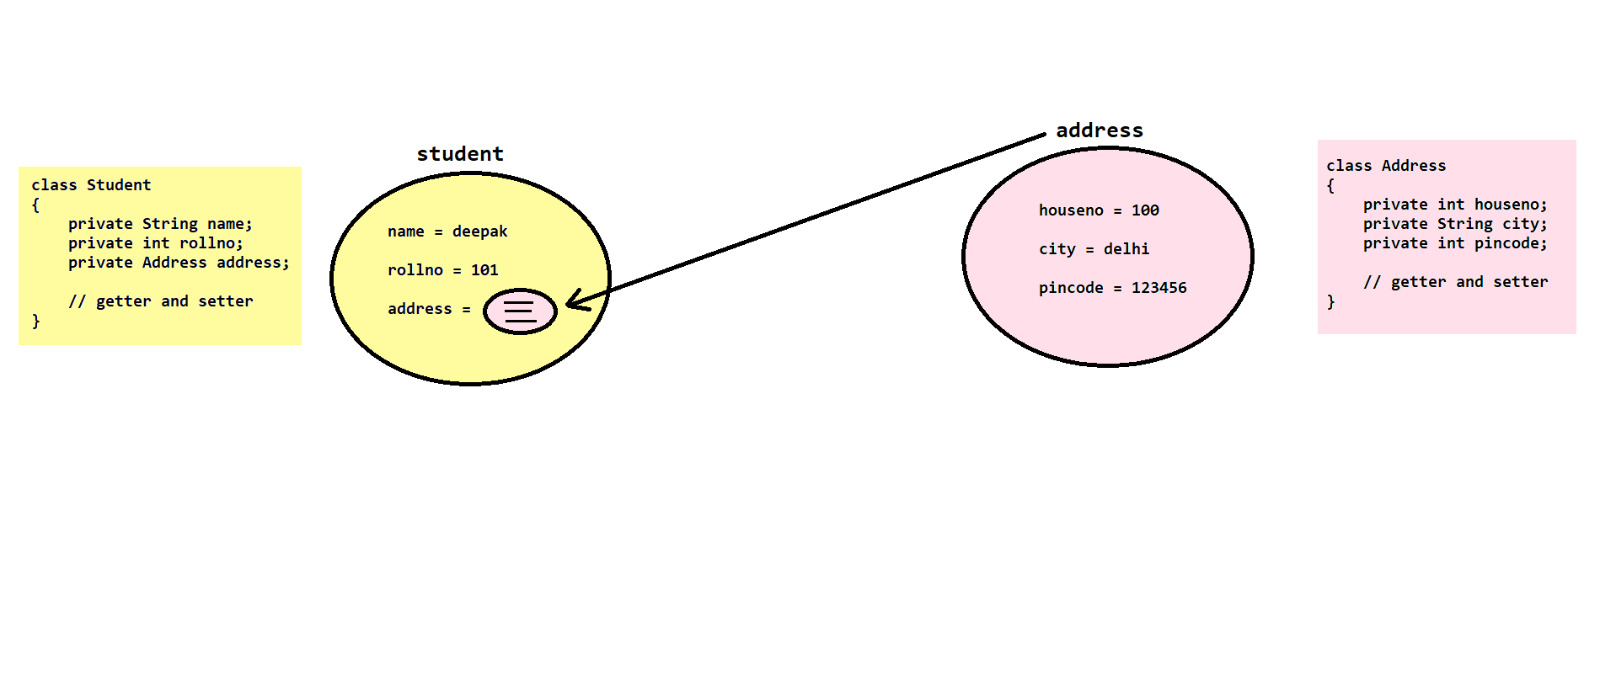 class Student
{
private String name;
private int rollno;
private Address address;
// getter and setter
}
student
name = deepak
rollno = 101
address =
address
houseno = 100
city = delhi
pincode = 123456
class Address
{
private int houseno;
private String city;
private int pincode;
// getter and setter
}